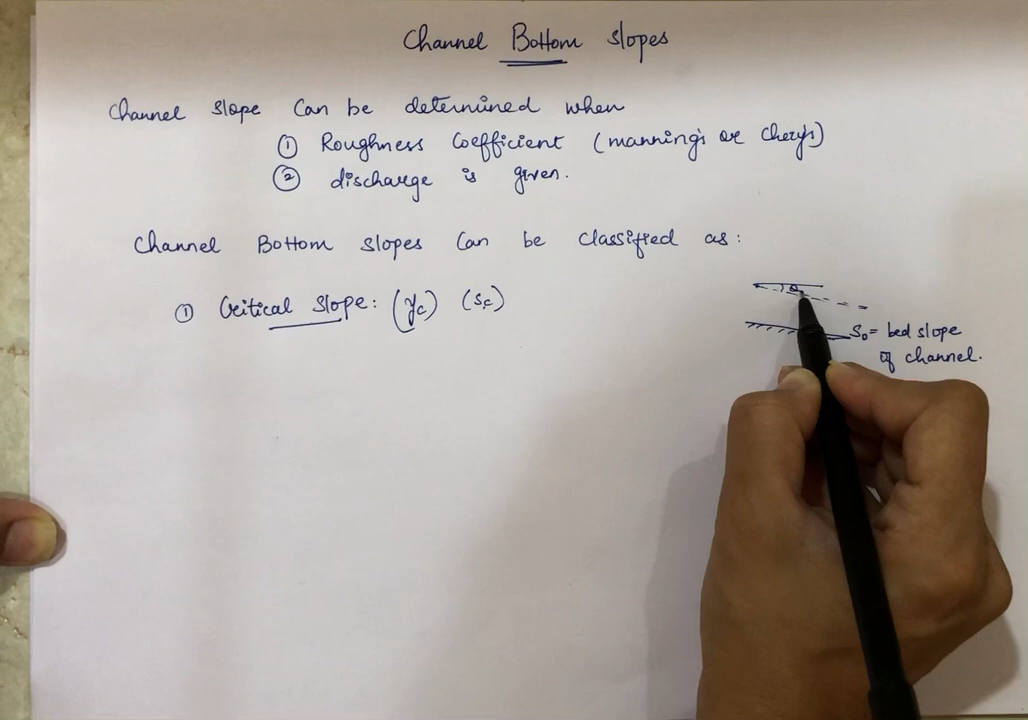 Channel Bottom slopes
Channel slope Can be determined when
① Roughness Coefficient (manning's or Chezy's)
② discharge is given.
Channel Bottom slopes Can be classified as:
① Critical slope: (yc) (Sc)
θ
S₀ = bed slope
of channel.